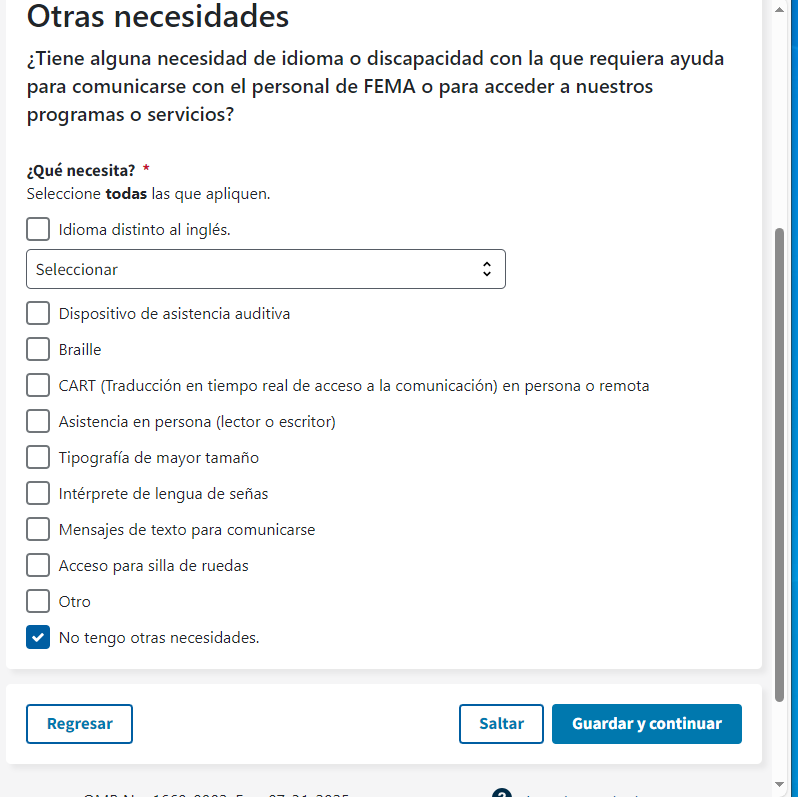 Otras necesidades
¿Tiene alguna necesidad de idioma o discapacidad con la que requiera ayuda
para comunicarse con el personal de FEMA o para acceder a nuestros
programas o servicios?
¿Qué necesita? *
Seleccione todas las que apliquen.
Idioma distinto al inglés.
Seleccionar
Dispositivo de asistencia auditiva
Braille
CART (Traducción en tiempo real de acceso a la comunicación) en persona o remota
Asistencia en persona (lector o escritor)
Tipografía de mayor tamaño
Intérprete de lengua de señas
Mensajes de texto para comunicarse
Acceso para silla de ruedas
Otro
No tengo otras necesidades.
Regresar Saltar Guardar y continuar